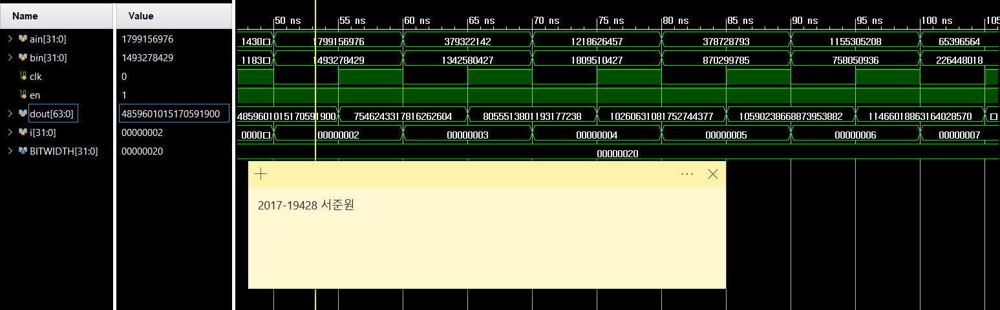 Name Value
50 ns 55 ns 60 ns 65 ns 70 ns 75 ns 80 ns 85 ns 90 ns 95 ns 100 ns 105
ain[31:0] 1799156976 1430 1799156976 379322142 1218626457 378728793 1155305208 65396564
bin[31:0] 1493278429 1183 1493278429 1342580427 1809510427 870299785 758050936 226448018
clk 0
en 1
dout[63:0] 4859601015170591900 4859601015170591900 7546243317816262604 8055513801193177238 10260631081752744377 10590238668873953882 11466018863164028570
i[31:0] 00000002 0000 00000002 00000003 00000004 00000005 00000006 00000007
BITWIDTH[31:0] 00000020 00000020
2017-19428 서준원